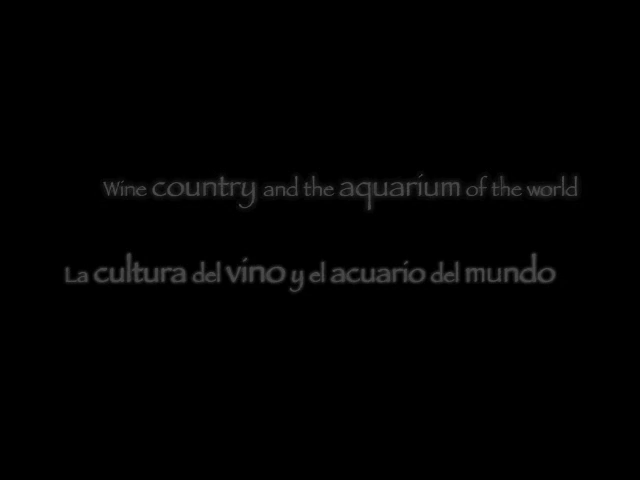 Wine country and the aquarium of the world
La cultura del vino y el acuario del mundo